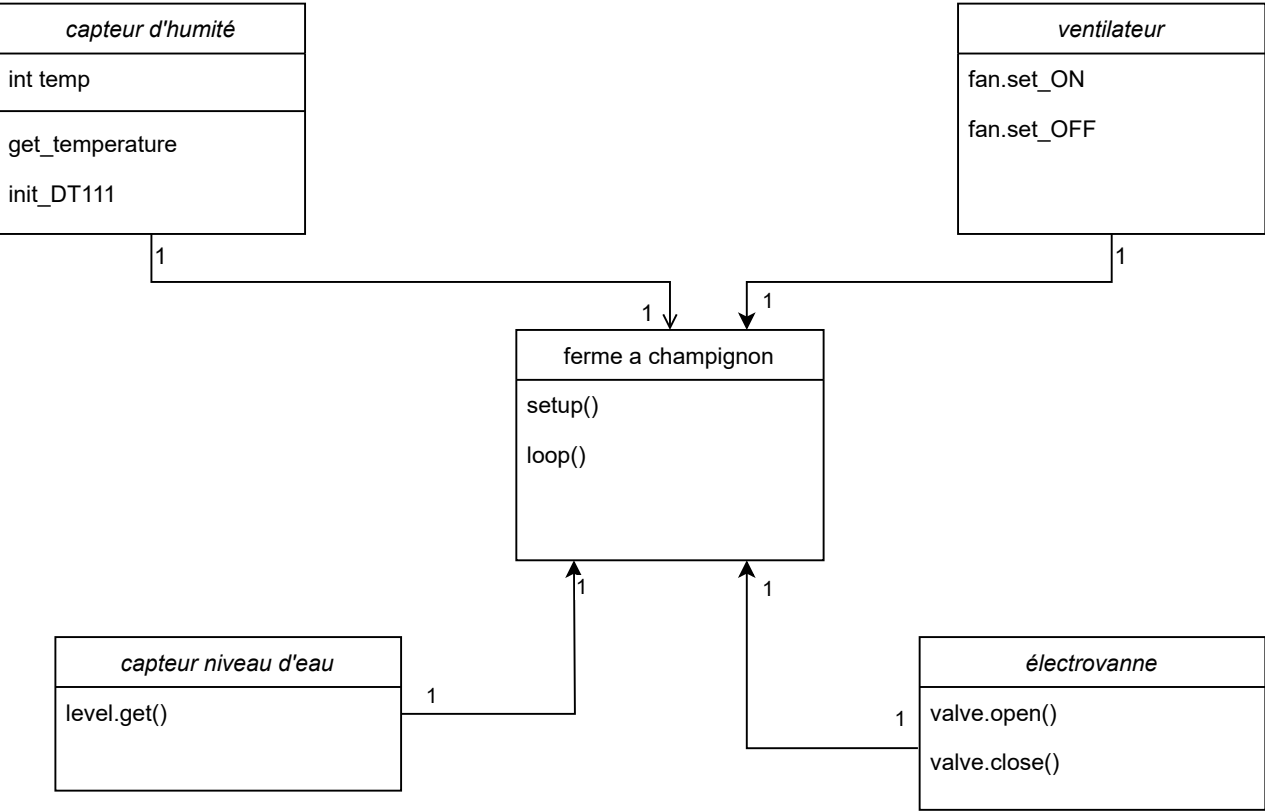 capteur d'humité
int temp
get_temperature
init_DT111
1
ventilateur
fan.set_ON
fan.set_OFF
1
1
1
ferme a champignon
setup()
loop()
1
1
capteur niveau d'eau
level.get()
1
électrovanne
valve.open()
valve.close()
1